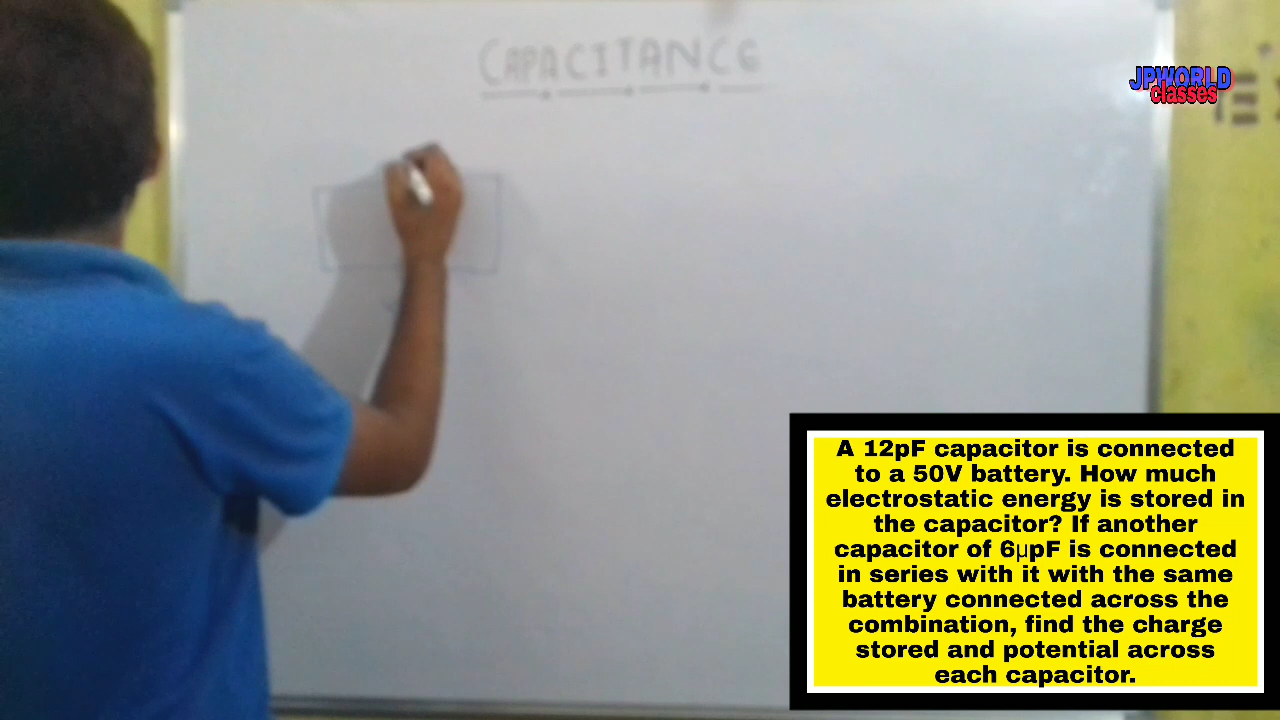 CAPACITANCE
JPWORLD
classes
A 12pF capacitor is connected
to a 50V battery. How much
electrostatic energy is stored in
the capacitor? If another
capacitor of 6μpF is connected
in series with it with the same
battery connected across the
combination, find the charge
stored and potential across
each capacitor.